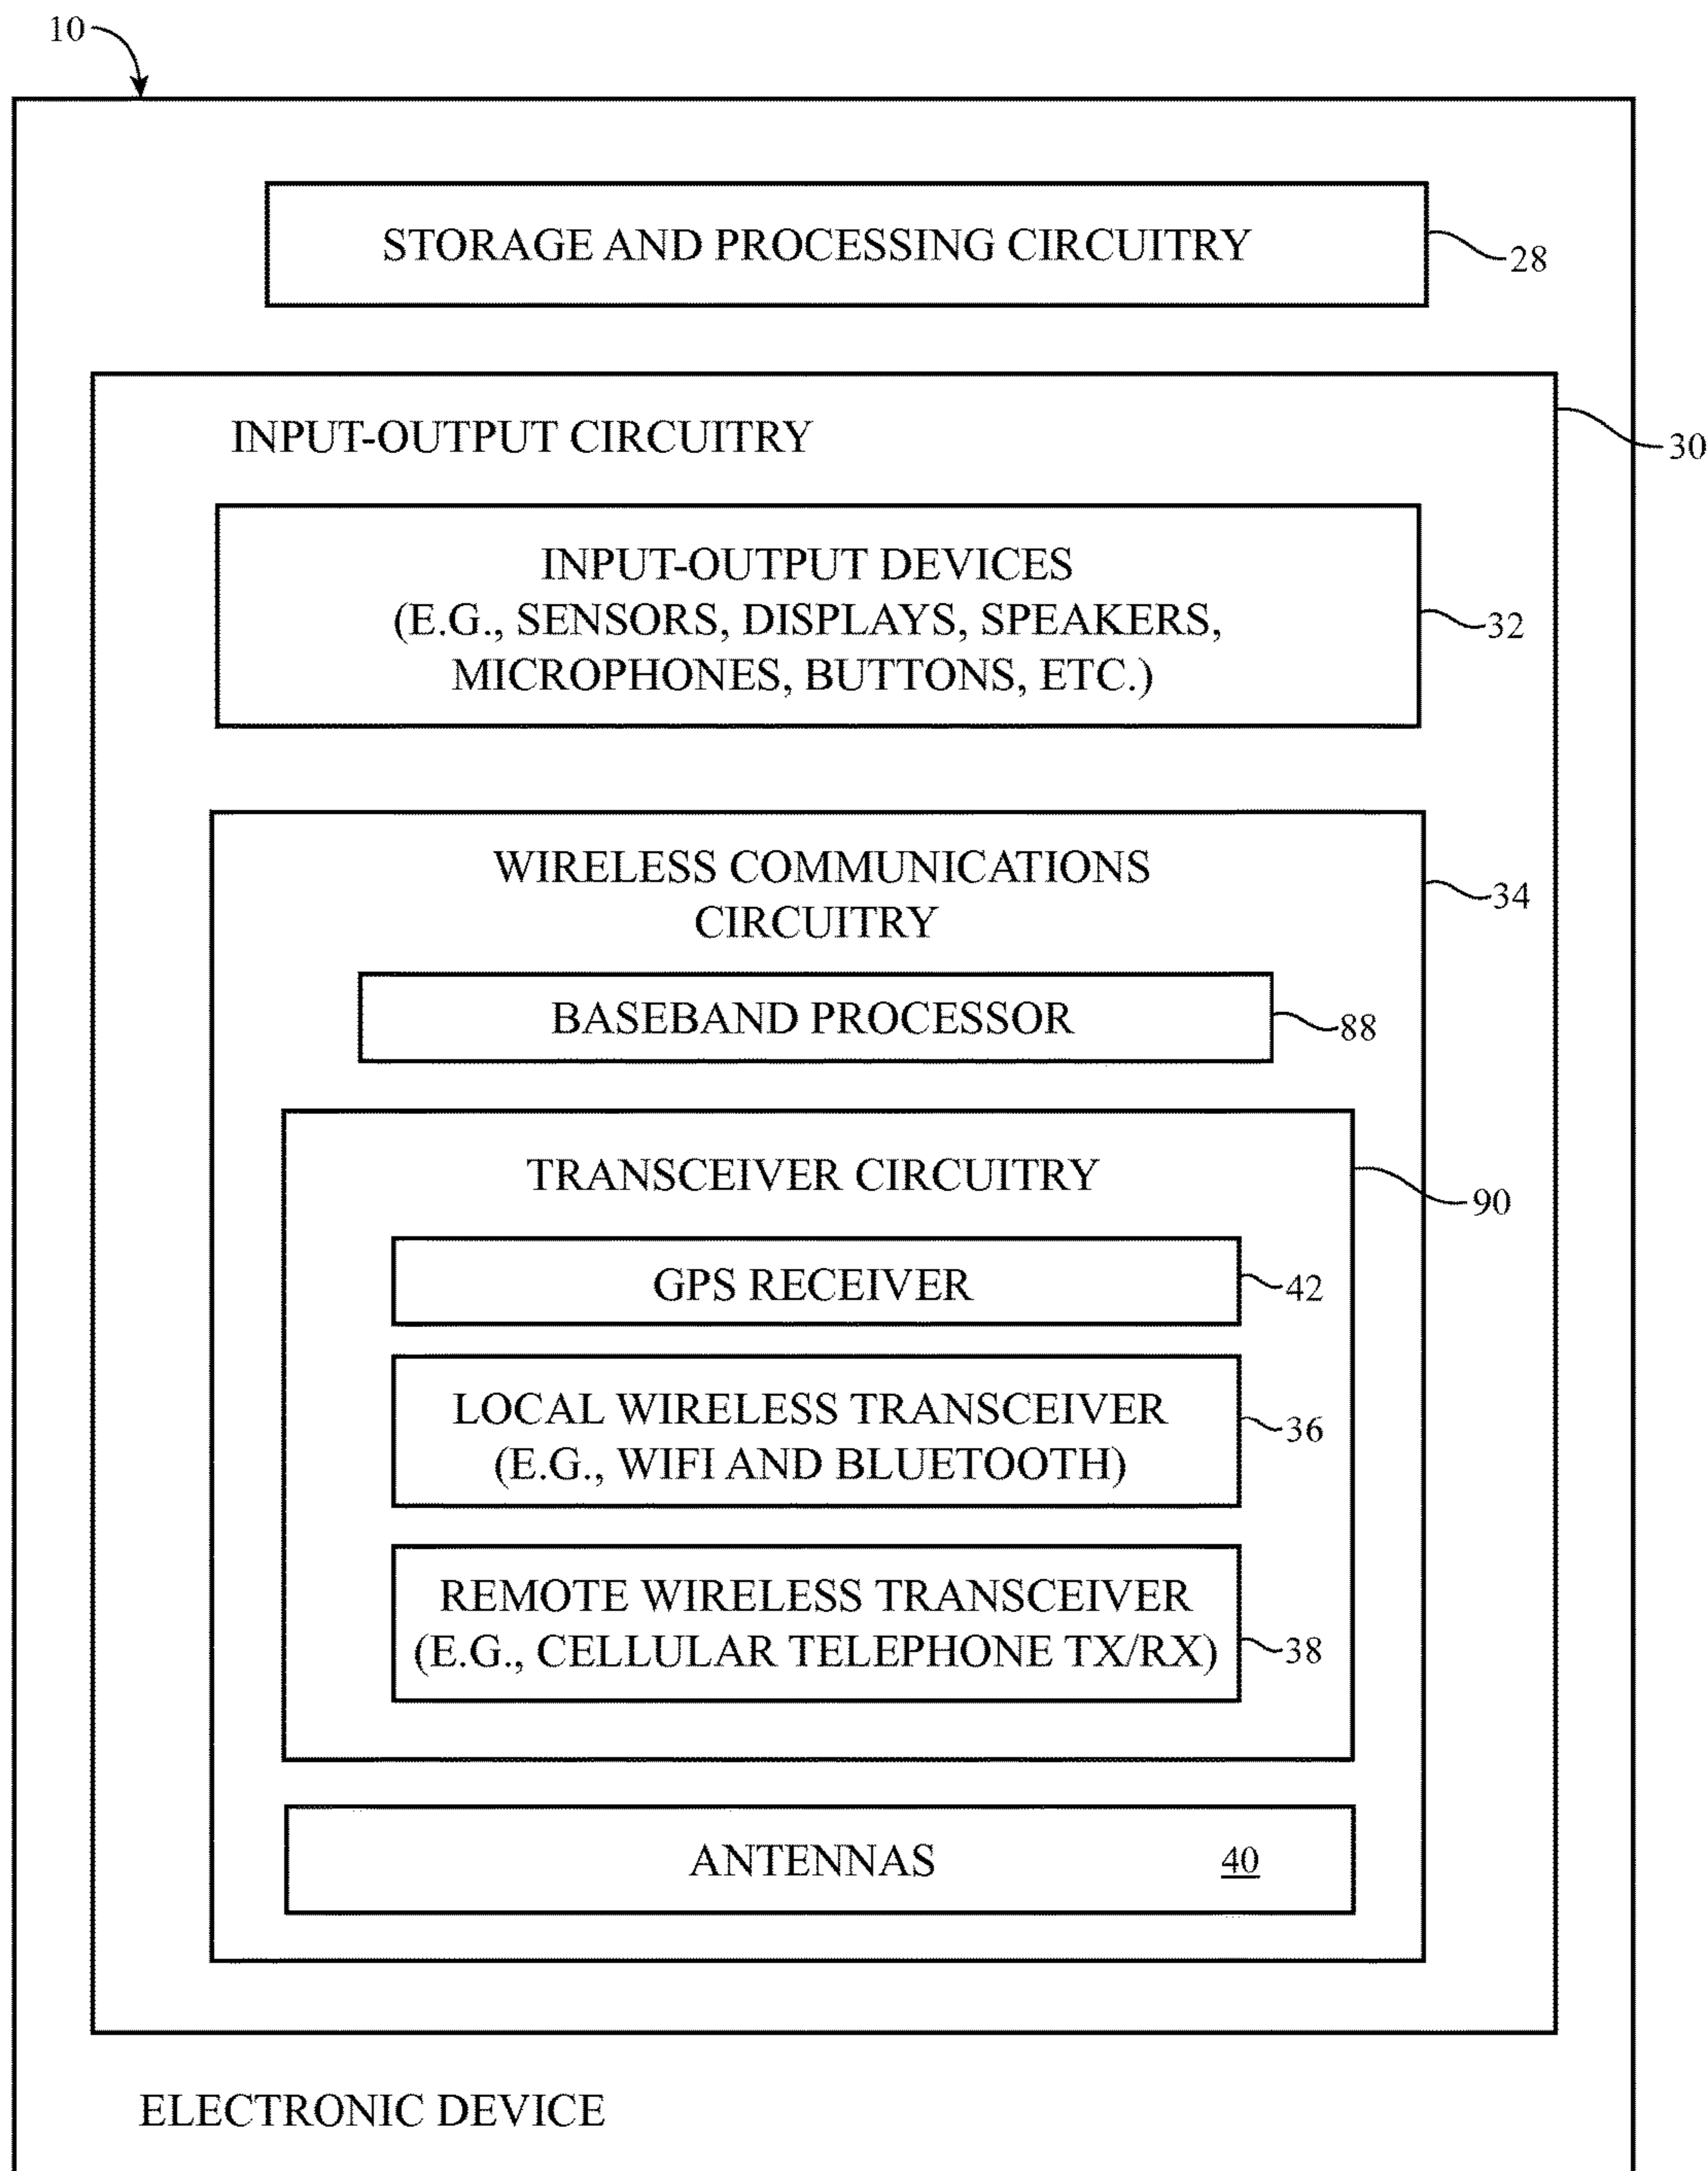 10
STORAGE AND PROCESSING CIRCUITRY
28
INPUT-OUTPUT CIRCUITRY
30
INPUT-OUTPUT DEVICES
(E.G., SENSORS, DISPLAYS, SPEAKERS,
MICROPHONES, BUTTONS, ETC.)
32
WIRELESS COMMUNICATIONS
CIRCUITRY
34
BASEBAND PROCESSOR
88
TRANSCEIVER CIRCUITRY
90
GPS RECEIVER
42
LOCAL WIRELESS TRANSCEIVER
(E.G., WIFI AND BLUETOOTH)
36
REMOTE WIRELESS TRANSCEIVER
(E.G., CELLULAR TELEPHONE TX/RX)
38
ANTENNAS
40
ELECTRONIC DEVICE